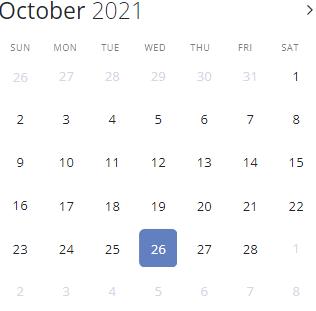 October 2021 >
SUN MON TUE WED THU FRI SAT
26 27 28 29 30 31 1
2 3 4 5 6 7 8
9 10 11 12 13 14 15
16 17 18 19 20 21 22
23 24 25 26 27 28 1
2 3 4 5 6 7 8